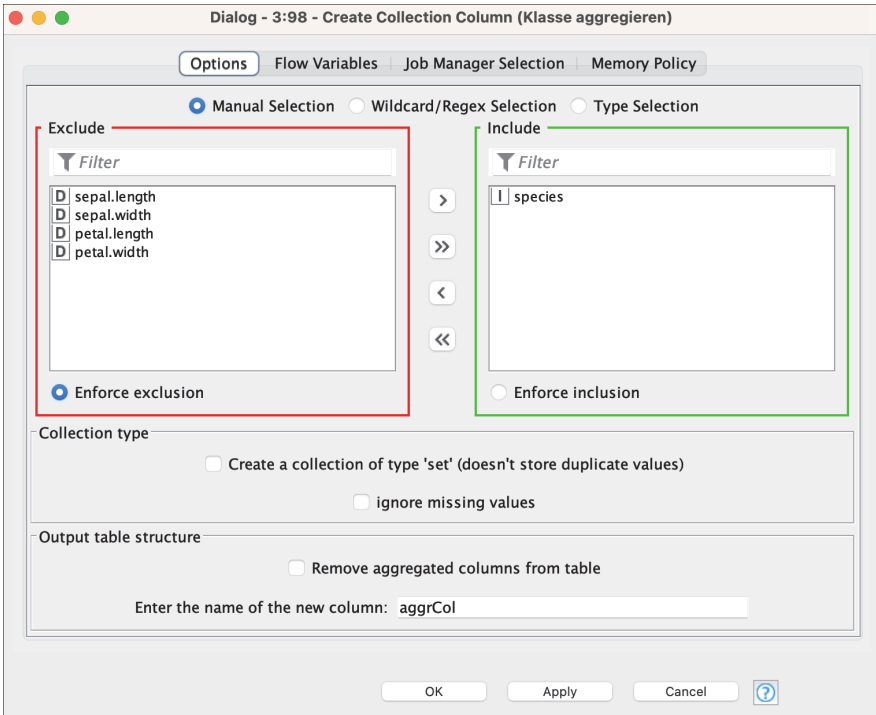 Dialog - 3:98 - Create Collection Column (Klasse aggregieren)
Options Flow Variables Job Manager Selection Memory Policy
Manual Selection Wildcard/Regex Selection Type Selection
Exclude
Filter
D sepal.length
D sepal.width
D petal.length
D petal.width
Enforce exclusion
>
>>
<
<<
Include
Filter
I species
Enforce inclusion
Collection type
Create a collection of type 'set' (doesn't store duplicate values)
ignore missing values
Output table structure
Remove aggregated columns from table
Enter the name of the new column: aggrCol
OK Apply Cancel ?